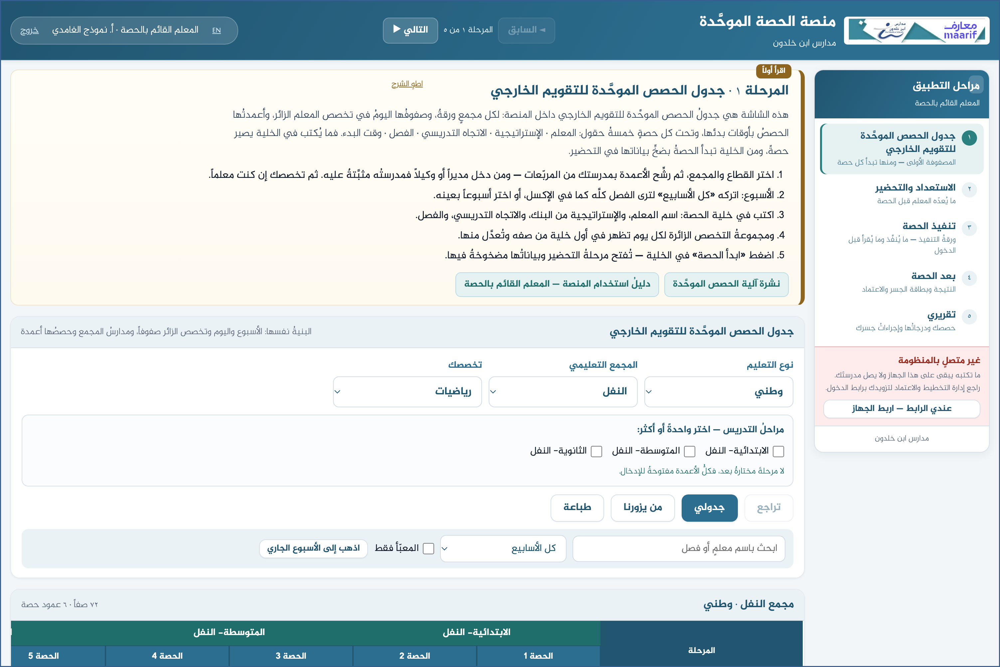 معارف
maarif
مدارس
ابن خلدون
منصة الحصة الموحَّدة
مدارس ابن خلدون
◄ السابق
المرحلة ١ من ٥
التالي ►
EN
المعلم القائم بالحصة · أ. نموذج الغامدي
خروج
مراحل التطبيق
المعلم القائم بالحصة
١
جدول الحصص الموحَّدة للتقويم الخارجي
المصفوفة الأولى — ومنها تبدأ كل حصة
٢
الاستعداد والتحضير
ما يُعدّه المعلم قبل الحصة
٣
تنفيذ الحصة
ورقةُ التنفيذ — ما يُنفَّذ وما يُقرأ قبل
الدخول
٤
بعد الحصة
النتيجة وبطاقة الجسر والاعتماد
٥
تقريري
حصصك ودرجاتُها وإجراءاتُ جسرك
غير متصلٍ بالمنظومة
ما تكتبه يبقى على هذا الجهاز ولا يصل مدرستَك.
راجع إدارة التخطيط والاعتماد لتزويدك برابط الدخول.
عندي الرابط — اربط الجهاز
مدارس ابن خلدون
اقرأ أولاً
المرحلة ١ · جدول الحصص الموحَّدة للتقويم الخارجي
اطوِ الشرح
هذه الشاشة هي جدولُ الحصص الموحَّدة للتقويم الخارجي داخل المنصة: لكل مجمعٍ ورقةٌ، وصفوفُها اليومُ في تخصص المعلم الزائر، وأعمدتُها
الحصصُ بأوقات بدئها، وتحت كل حصةٍ خمسةُ حقول: المعلم · الإستراتيجية · الاتجاه التدريسي · الفصل · وقت البدء. فما يُكتب في الخلية يصير
حصةً، ومن الخلية تبدأ الحصةُ بضخِّ بياناتها في التحضير.
1. اختر القطاع والمجمع، ثم رشِّح الأعمدة بمدرستك من المربّعات — ومن دخل مديراً أو وكيلاً فمدرستُه مثبَّتةٌ عليه. ثم تخصصك إن كنت معلماً.
2. الأسبوع: اتركه «كل الأسابيع» لترى الفصل كلَّه كما في الإكسل، أو اختر أسبوعاً بعينه.
3. اكتب في خلية الحصة: اسم المعلم، والإستراتيجية من البنك، والاتجاه التدريسي، والفصل.
4. ومجموعةُ التخصص الزائرة لكل يوم تظهر في أول خلية من صفه وتُعدَّل منها.
5. اضغط «ابدأ الحصة» في الخلية — تُفتح مرحلةُ التحضير وبياناتُها مضخوخةٌ فيها.
نشرة آلية الحصص الموحَّدة
دليلُ استخدام المنصة — المعلم القائم بالحصة
جدول الحصص الموحَّدة للتقويم الخارجي
البنيةُ نفسها: الأسبوع واليوم وتخصص الزائر صفوفاً، ومدارسُ المجمع وحصصُها أعمدة
نوع التعليم
المجمع التعليمي
تخصصك
وطني
النفل
رياضيات
مراحلُ التدريس — اختر واحدةً أو أكثر:
الابتدائية- النفل
المتوسطة- النفل
الثانوية- النفل
لا مرحلةَ مختارةٌ بعد، فكلُّ الأعمدة مفتوحةٌ للإدخال.
تراجع
جدولي
من يزورنا
طباعة
ابحث باسم معلمٍ أو فصل
كل الأسابيع
المعبّأ فقط
اذهب إلى الأسبوع الجاري
مجمع النفل · وطني
٧٢ صفاً · ٦ عمود حصة
المرحلة
الابتدائية- النفل
المتوسطة- النفل
الحصة 1
الحصة 2
الحصة 3
الحصة 4
الحصة 5